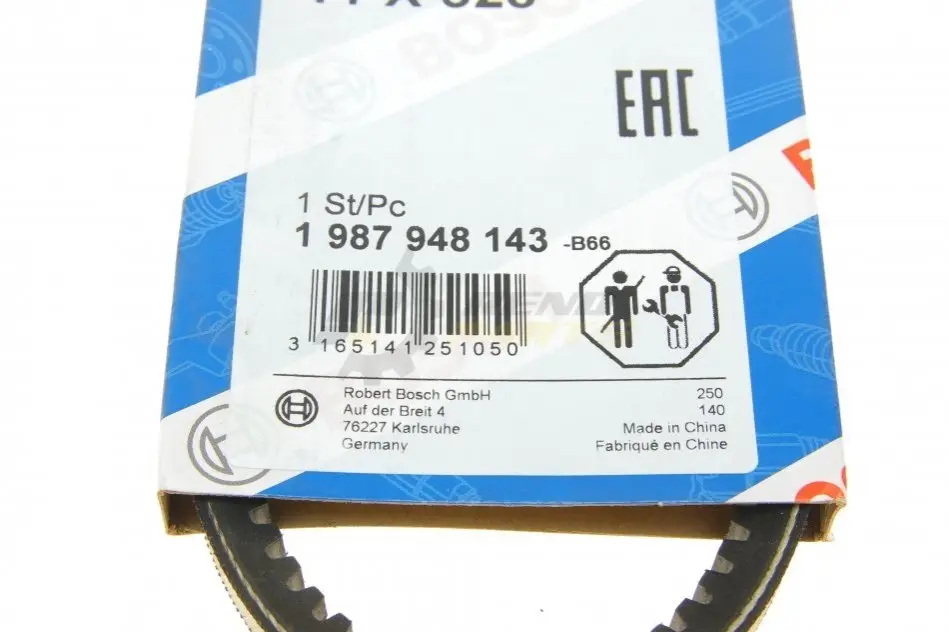 BOSCH
EAC
1 St/Pc
1 987 948 143 -B66
3 165141 251050
Robert Bosch GmbH
Auf der Breit 4
76227 Karlsruhe
Germany
250
140
Made in China
Fabriqué en Chine